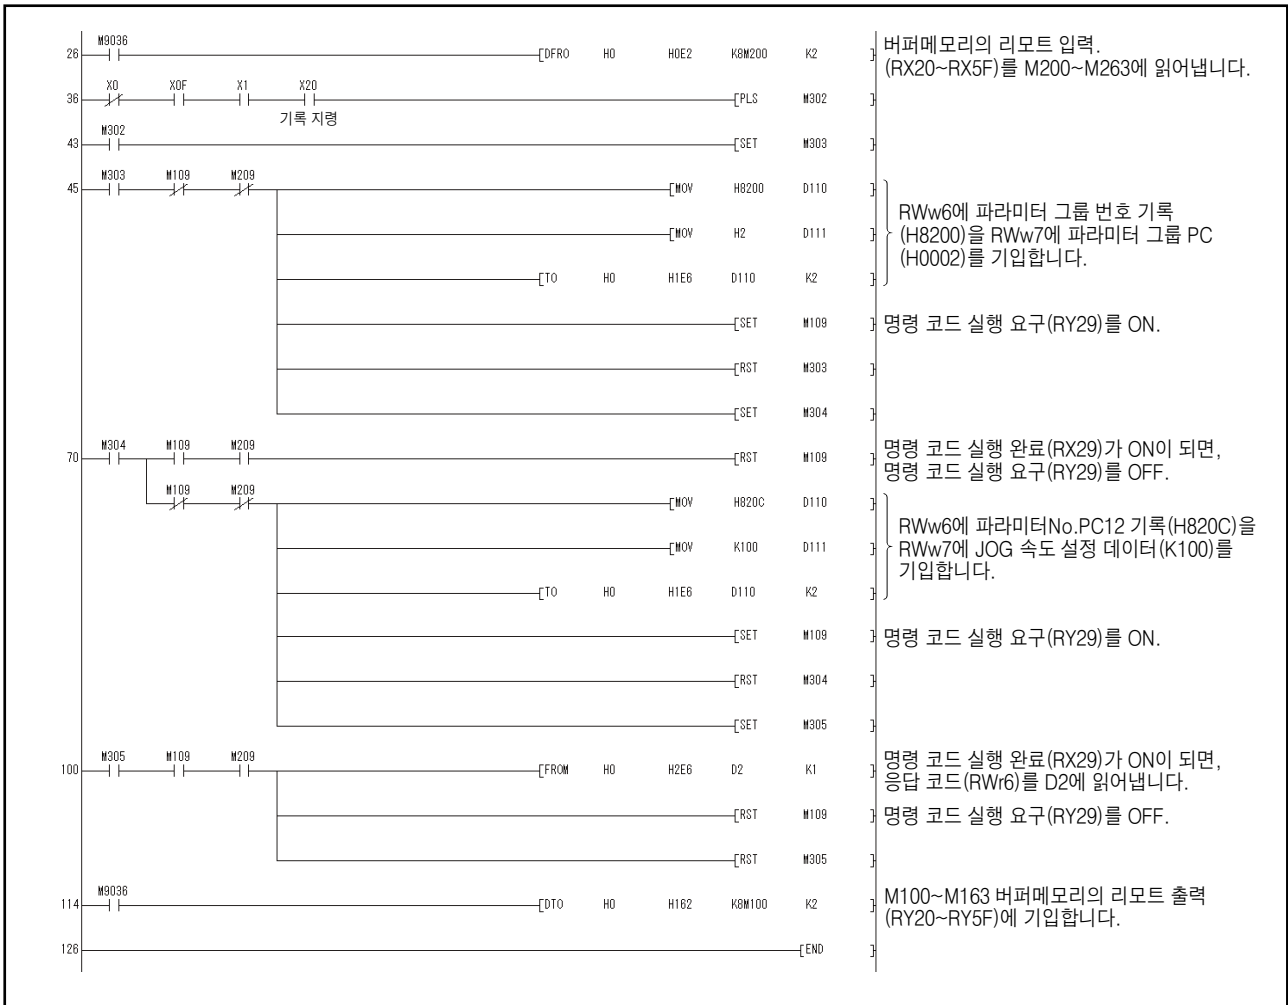 M9036
26 [DFRO H0 H0E2 K8M200 K2 ] 버퍼메모리의 리모트 입력.
(RX20~RX5F)를 M200~M263에 읽어냅니다.
X0 X0F X1 X20
36 [PLS M302 ]
기록 지령
M302
43 [SET M303 ]
M303 M109 M209
45 [MOV H8200 D110 ]
RWw6에 파라미터 그룹 번호 기록
[MOV H2 D111 ] (H8200)을 RWw7에 파라미터 그룹 PC
(H0002)를 기입합니다.
[TO H0 H1E6 D110 K2 ]
[SET M109 ] 명령 코드 실행 요구(RY29)를 ON.
[RST M303 ]
[SET M304 ]
M304 M109 M209
70 [RST M109 ] 명령 코드 실행 완료(RX29)가 ON이 되면,
명령 코드 실행 요구(RY29)를 OFF.
M109 M209
[MOV H820C D110 ]
RWw6에 파라미터No.PC12 기록(H820C)을
[MOV K100 D111 ] RWw7에 JOG 속도 설정 데이터(K100)를
기입합니다.
[TO H0 H1E6 D110 K2 ]
[SET M109 ] 명령 코드 실행 요구(RY29)를 ON.
[RST M304 ]
[SET M305 ]
M305 M109 M209
100 [FROM H0 H2E6 D2 K1 ] 명령 코드 실행 완료(RX29)가 ON이 되면,
응답 코드(RWr6)를 D2에 읽어냅니다.
[RST M109 ] 명령 코드 실행 요구(RY29)를 OFF.
[RST M305 ]
M9036
114 [DTO H0 H162 K8M100 K2 ] M100~M163 버퍼메모리의 리모트 출력
(RY20~RY5F)에 기입합니다.
126 [END ]